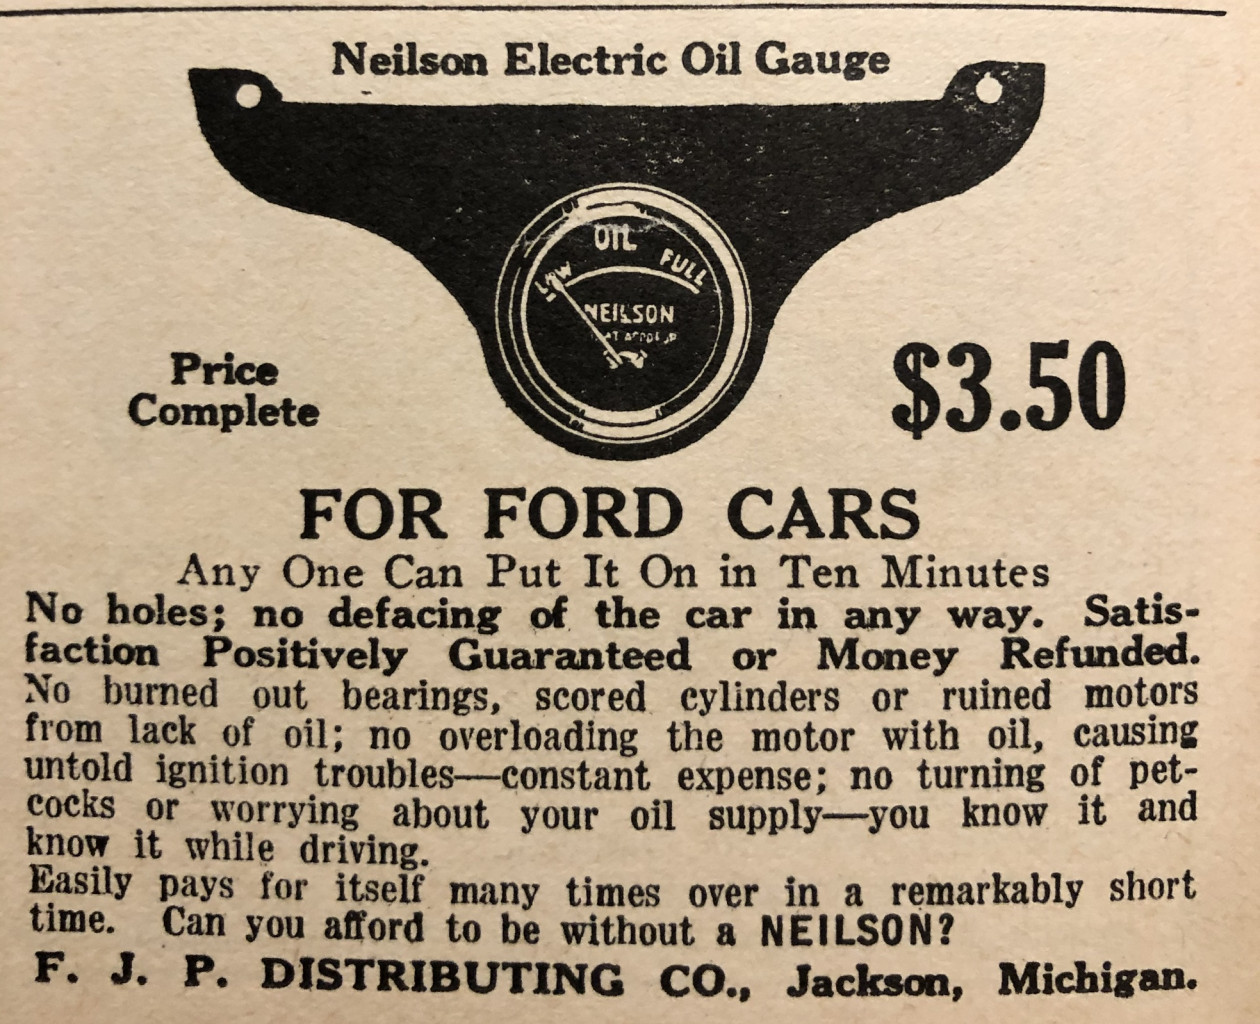 Neilson Electric Oil Gauge
OIL
LOW FULL
NEILSON
Price
Complete
$3.50
FOR FORD CARS
Any One Can Put It On in Ten Minutes
No holes; no defacing of the car in any way. Satis-
faction Positively Guaranteed or Money Refunded.
No burned out bearings, scored cylinders or ruined motors
from lack of oil; no overloading the motor with oil, causing
untold ignition troubles—constant expense; no turning of pet-
cocks or worrying about your oil supply—you know it and
know it while driving.
Easily pays for itself many times over in a remarkably short
time. Can you afford to be without a NEILSON?
F. J. P. DISTRIBUTING CO., Jackson, Michigan.